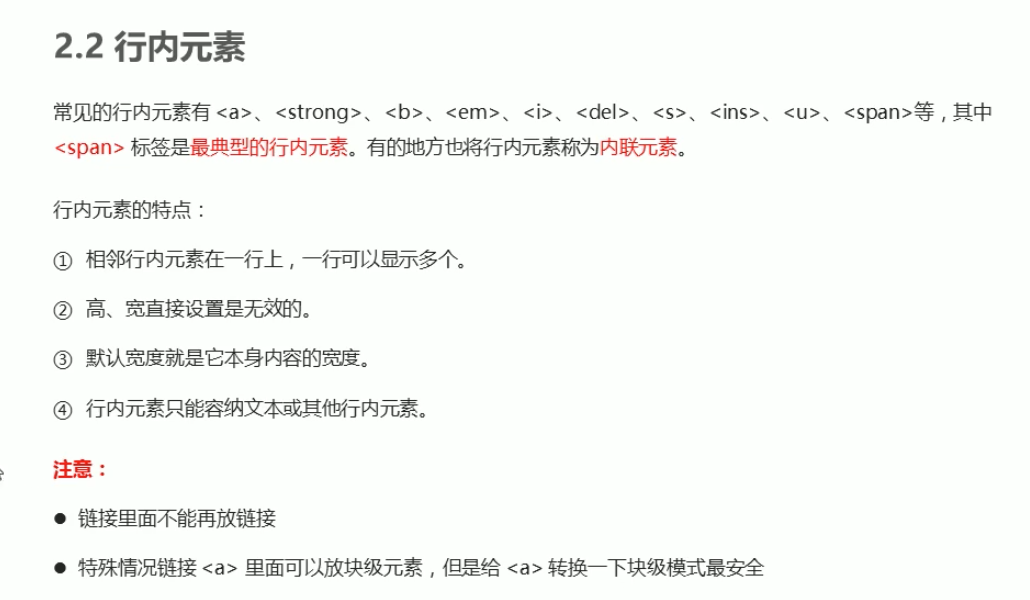 2.2 行内元素
常见的行内元素有 <a>、<strong>、<b>、<em>、<i>、<del>、<s>、<ins>、<u>、<span>等，其中
<span> 标签是最典型的行内元素。有的地方也将行内元素称为内联元素。
行内元素的特点：
① 相邻行内元素在一行上，一行可以显示多个。
② 高、宽直接设置是无效的。
③ 默认宽度就是它本身内容的宽度。
④ 行内元素只能容纳文本或其他行内元素。
注意：
● 链接里面不能再放链接
● 特殊情况链接 <a> 里面可以放块级元素，但是给 <a> 转换一下块级模式最安全